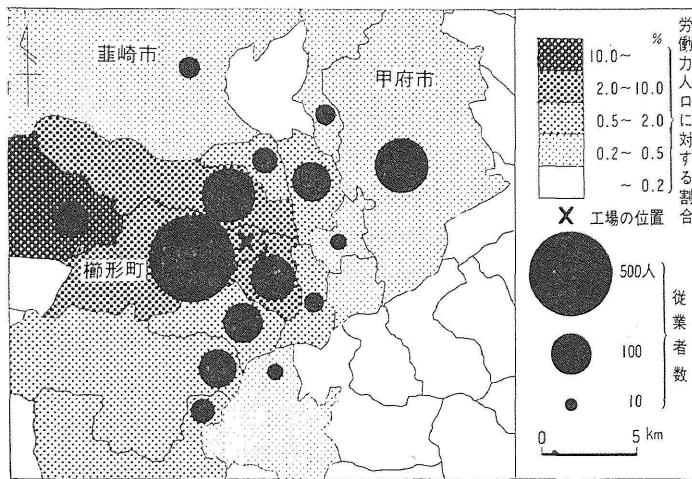 韮崎市
甲府市
櫛形町
%
10.0~
2.0~10.0
0.5~ 2.0
0.2~ 0.5
~ 0.2
労働力人口に対する割合
X 工場の位置
500人
100
10
従業者数
0 5 km